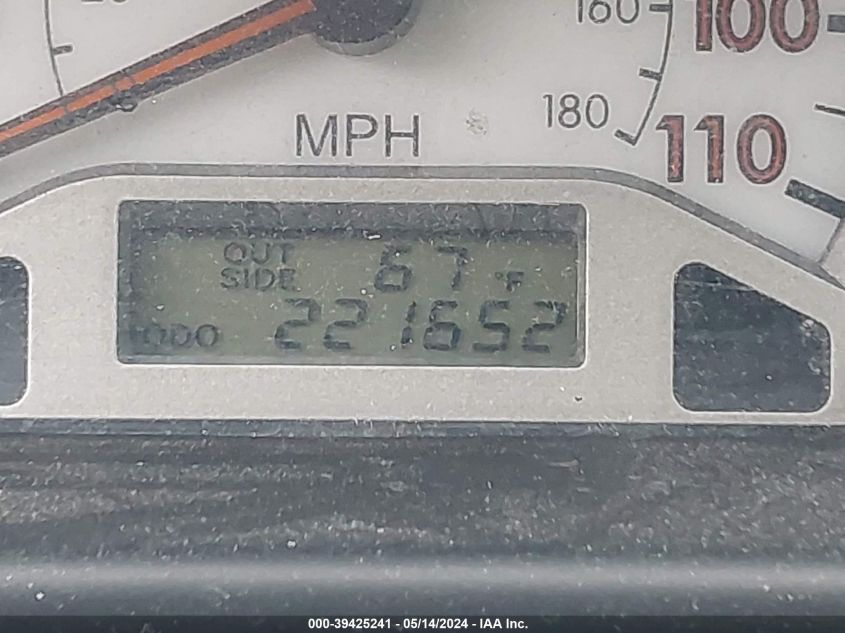 160
100
180
110
MPH
OUT
SIDE
67 °F
ODO 221652
000-39425241 - 05/14/2024 - IAA Inc.